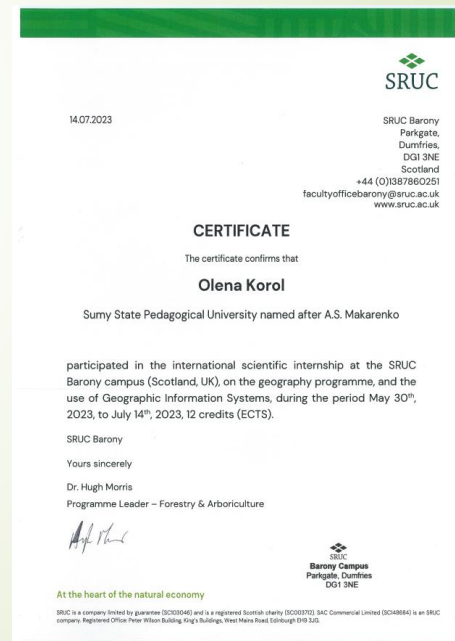 SRUC
14.07.2023
SRUC Barony
Parkgate,
Dumfries,
DG1 3NE
Scotland
+44 (0)1387860251
facultyofficebarony@sruc.ac.uk
www.sruc.ac.uk
CERTIFICATE
The certificate confirms that
Olena Korol
Sumy State Pedagogical University named after A.S. Makarenko
participated in the international scientific internship at the SRUC
Barony campus (Scotland, UK), on the geography programme, and the
use of Geographic Information Systems, during the period May 30th,
2023, to July 14th, 2023, 12 credits (ECTS).
SRUC Barony
Yours sincerely
Dr. Hugh Morris
Programme Leader – Forestry & Arboriculture
SRUC
Barony Campus
Parkgate, Dumfries
DG1 3NE
At the heart of the natural economy
SRUC is a company limited by guarantee (SC103046) and is a registered Scottish charity (SC003712). SAC Commercial Limited (SC148684) is an SRUC
company. Registered Office: Peter Wilson Building, King's Buildings, West Mains Road, Edinburgh EH9 3JG.